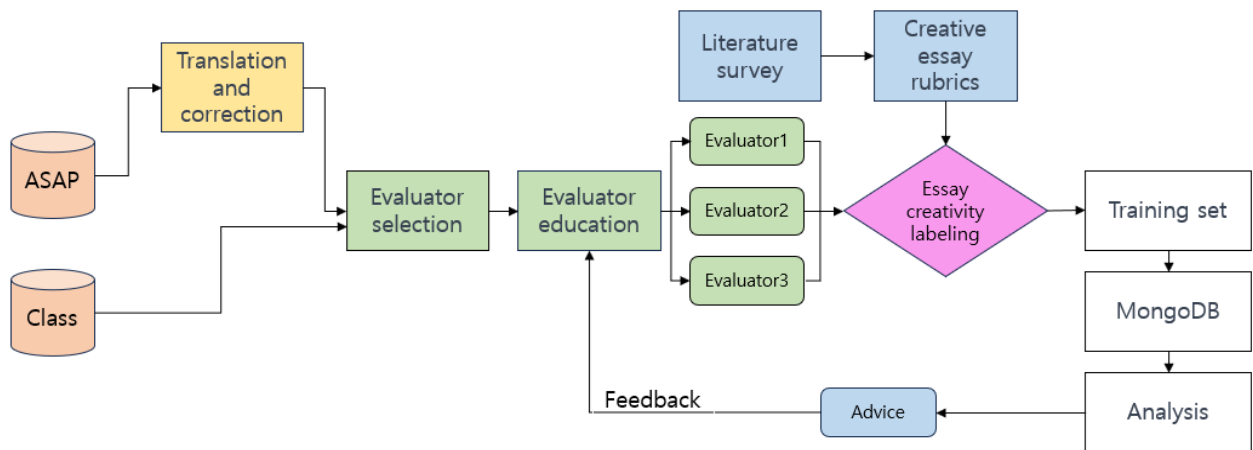 Translation
and
correction
Literature
survey
Creative
essay
rubrics
ASAP
Class
Evaluator
selection
Evaluator
education
Evaluator1
Evaluator2
Evaluator3
Essay
creativity
labeling
Training set
MongoDB
Analysis
Advice
Feedback